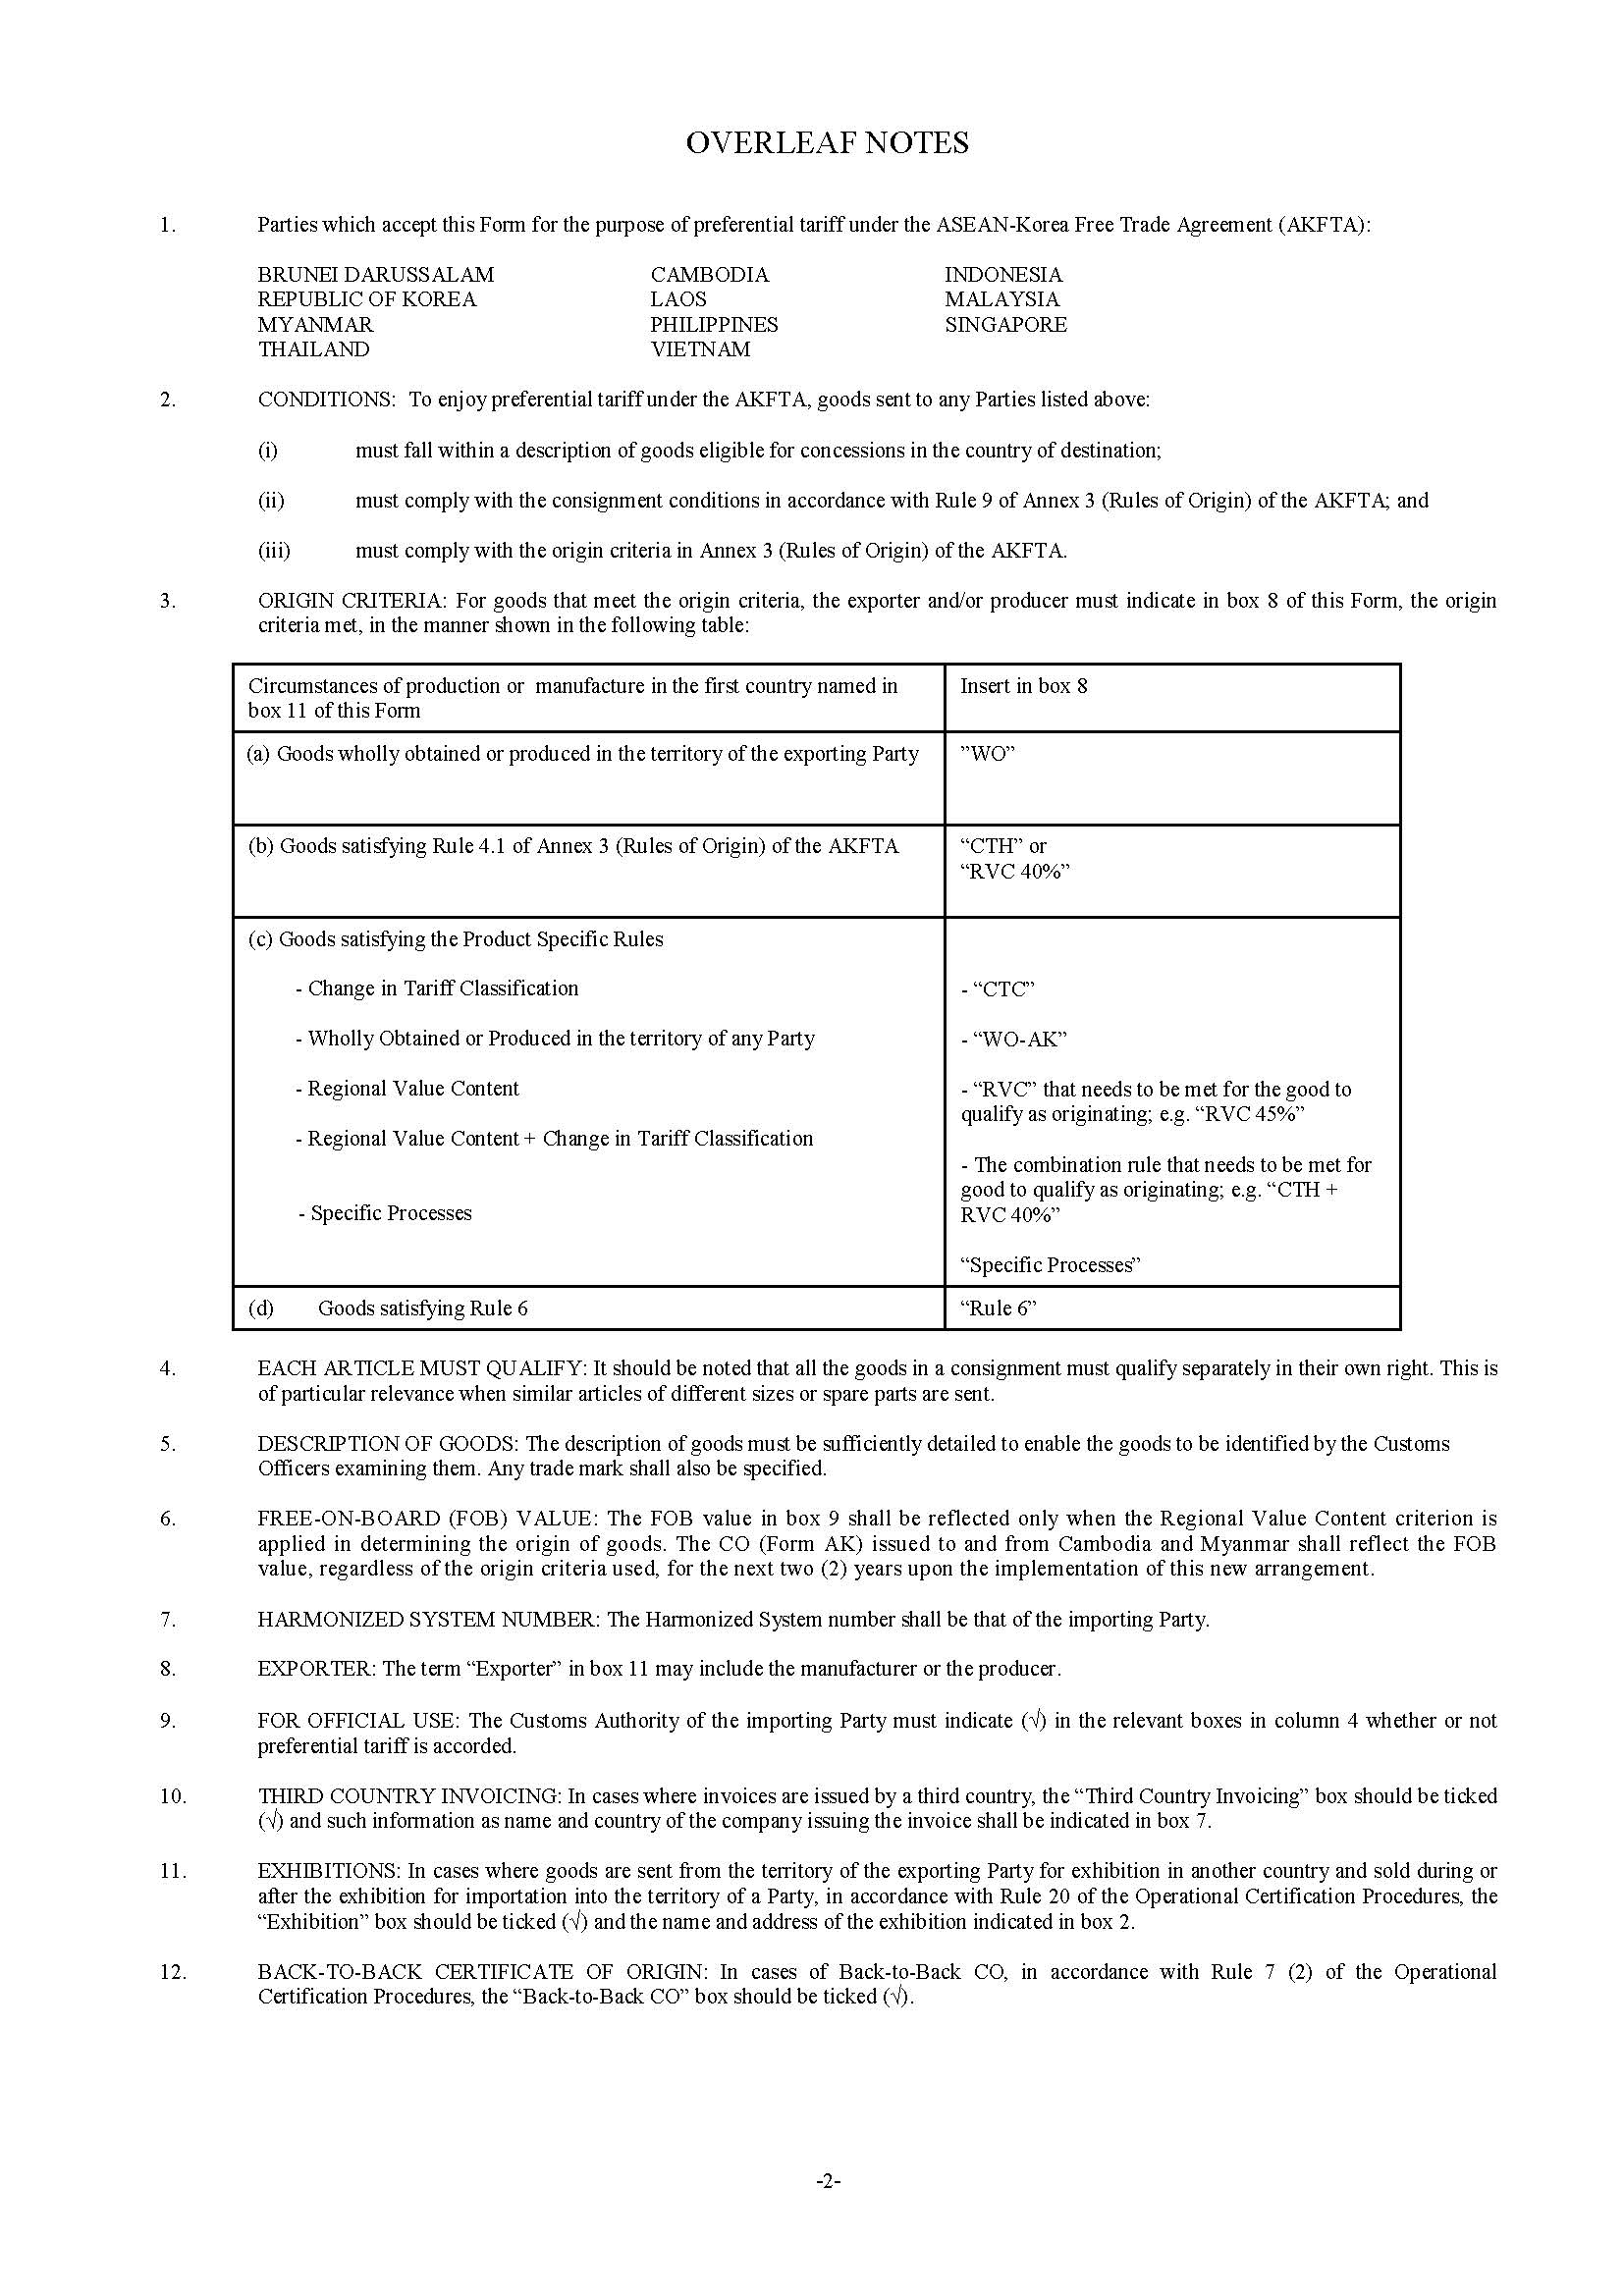 OVERLEAF NOTES
1. Parties which accept this Form for the purpose of preferential tariff under the ASEAN-Korea Free Trade Agreement (AKFTA):
BRUNEI DARUSSALAM CAMBODIA INDONESIA
REPUBLIC OF KOREA LAOS MALAYSIA
MYANMAR PHILIPPINES SINGAPORE
THAILAND VIETNAM
2. CONDITIONS: To enjoy preferential tariff under the AKFTA, goods sent to any Parties listed above:
(i) must fall within a description of goods eligible for concessions in the country of destination;
(ii) must comply with the consignment conditions in accordance with Rule 9 of Annex 3 (Rules of Origin) of the AKFTA; and
(iii) must comply with the origin criteria in Annex 3 (Rules of Origin) of the AKFTA.
3. ORIGIN CRITERIA: For goods that meet the origin criteria, the exporter and/or producer must indicate in box 8 of this Form, the origin
criteria met, in the manner shown in the following table:
Circumstances of production or manufacture in the first country named in
box 11 of this Form
Insert in box 8
(a) Goods wholly obtained or produced in the territory of the exporting Party
”WO”
(b) Goods satisfying Rule 4.1 of Annex 3 (Rules of Origin) of the AKFTA
“CTH” or
“RVC 40%”
(c) Goods satisfying the Product Specific Rules
- Change in Tariff Classification
- Wholly Obtained or Produced in the territory of any Party
- Regional Value Content
- Regional Value Content + Change in Tariff Classification
- Specific Processes
- “CTC”
- “WO-AK”
- “RVC” that needs to be met for the good to
qualify as originating; e.g. “RVC 45%”
- The combination rule that needs to be met for
good to qualify as originating; e.g. “CTH +
RVC 40%”
“Specific Processes”
(d) Goods satisfying Rule 6
“Rule 6”
4. EACH ARTICLE MUST QUALIFY: It should be noted that all the goods in a consignment must qualify separately in their own right. This is
of particular relevance when similar articles of different sizes or spare parts are sent.
5. DESCRIPTION OF GOODS: The description of goods must be sufficiently detailed to enable the goods to be identified by the Customs
Officers examining them. Any trade mark shall also be specified.
6. FREE-ON-BOARD (FOB) VALUE: The FOB value in box 9 shall be reflected only when the Regional Value Content criterion is
applied in determining the origin of goods. The CO (Form AK) issued to and from Cambodia and Myanmar shall reflect the FOB
value, regardless of the origin criteria used, for the next two (2) years upon the implementation of this new arrangement.
7. HARMONIZED SYSTEM NUMBER: The Harmonized System number shall be that of the importing Party.
8. EXPORTER: The term “Exporter” in box 11 may include the manufacturer or the producer.
9. FOR OFFICIAL USE: The Customs Authority of the importing Party must indicate (√) in the relevant boxes in column 4 whether or not
preferential tariff is accorded.
10. THIRD COUNTRY INVOICING: In cases where invoices are issued by a third country, the “Third Country Invoicing” box should be ticked
(√) and such information as name and country of the company issuing the invoice shall be indicated in box 7.
11. EXHIBITIONS: In cases where goods are sent from the territory of the exporting Party for exhibition in another country and sold during or
after the exhibition for importation into the territory of a Party, in accordance with Rule 20 of the Operational Certification Procedures, the
“Exhibition” box should be ticked (√) and the name and address of the exhibition indicated in box 2.
12. BACK-TO-BACK CERTIFICATE OF ORIGIN: In cases of Back-to-Back CO, in accordance with Rule 7 (2) of the Operational
Certification Procedures, the “Back-to-Back CO” box should be ticked (√).
-2-